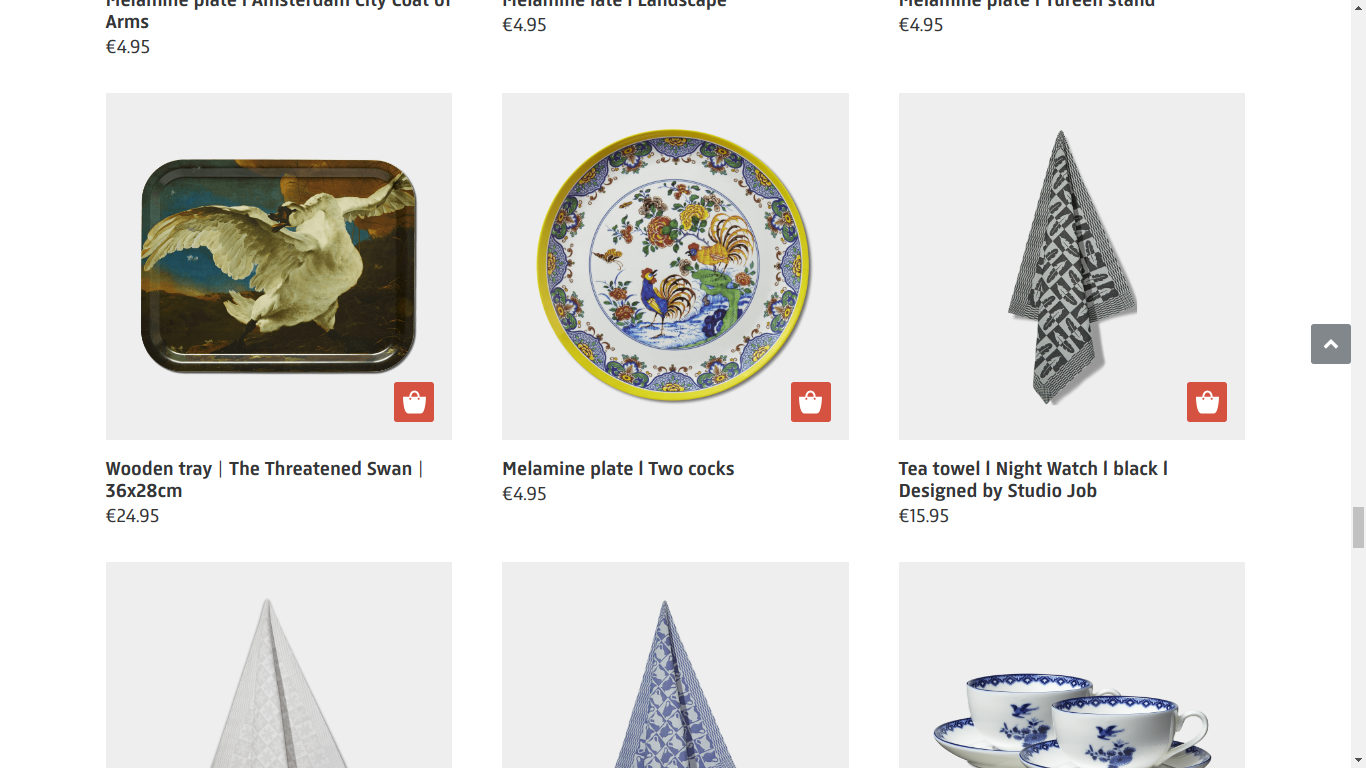 Melamine plate l Amsterdam City Coat of
Arms
€4.95
Melamine late l Landscape
€4.95
Melamine plate l Tureen stand
€4.95
Wooden tray | The Threatened Swan |
36x28cm
€24.95
Melamine plate l Two cocks
€4.95
Tea towel l Night Watch l black l
Designed by Studio Job
€15.95